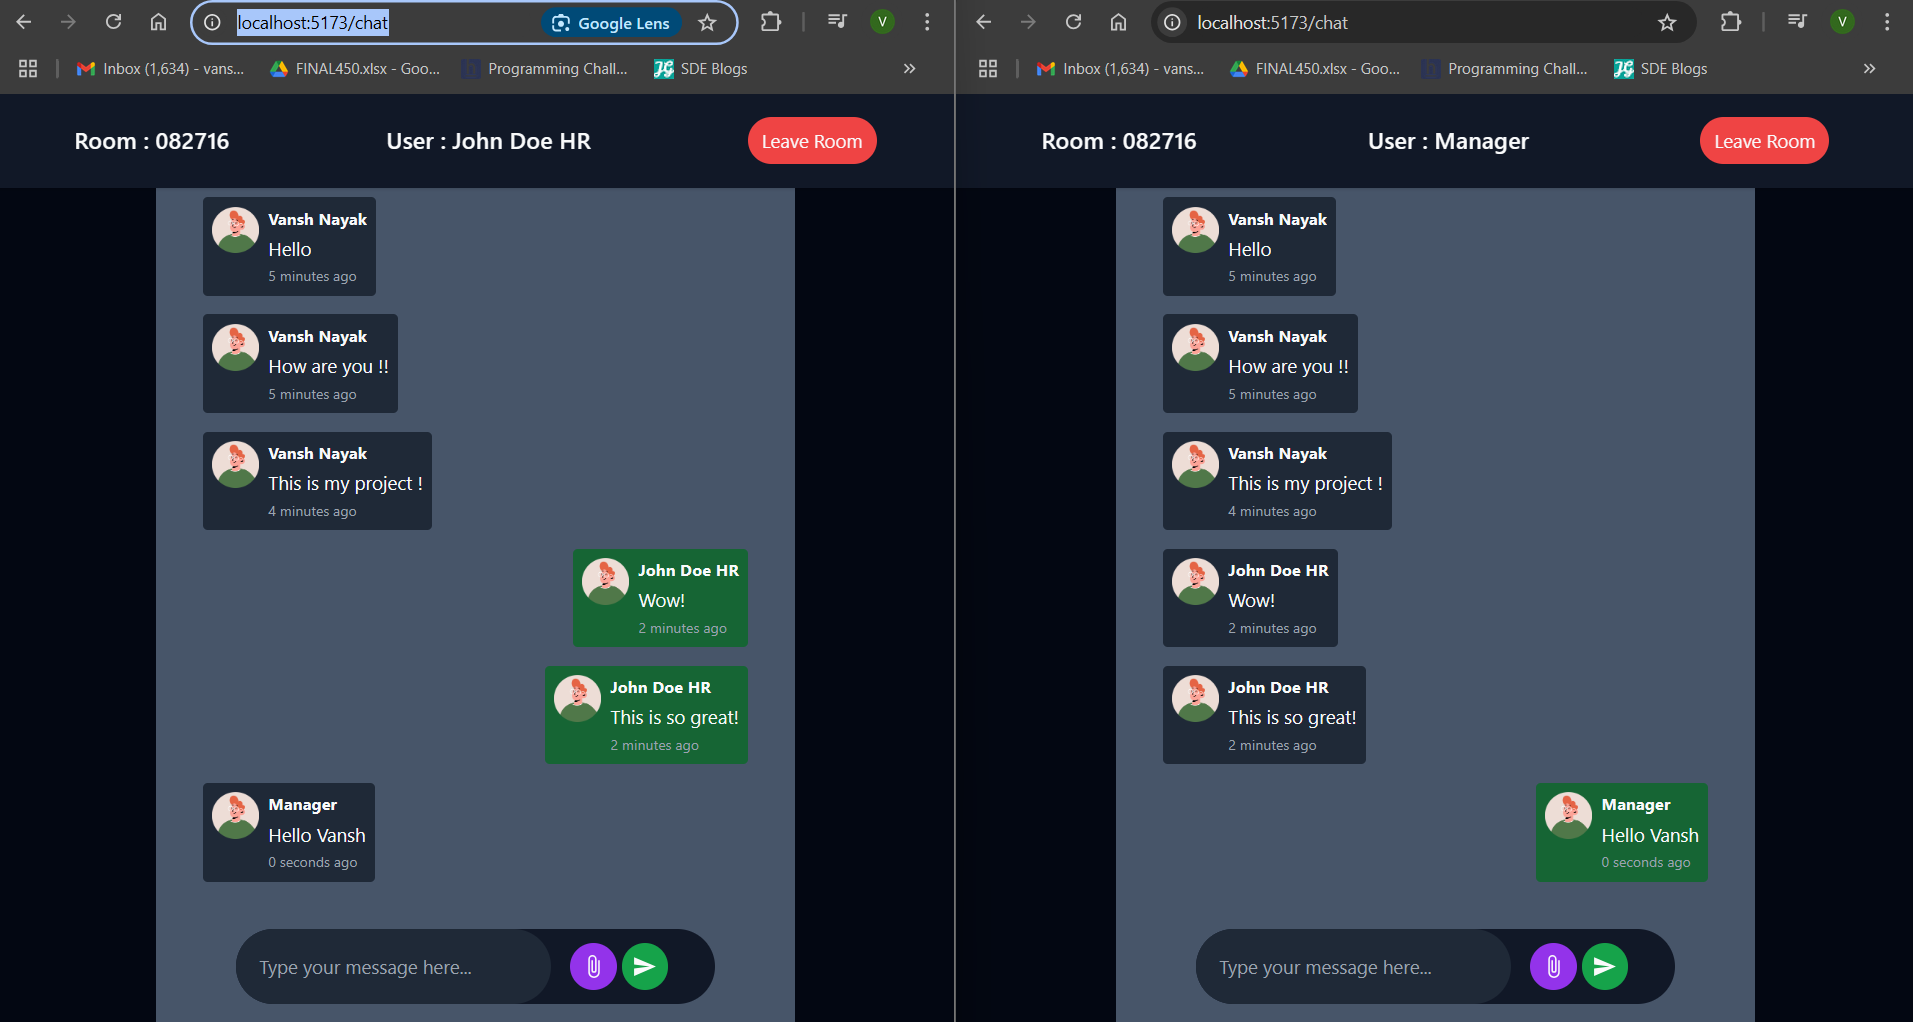 localhost:5173/chat
Google Lens
V
Inbox (1,634) - vans...
FINAL450.xlsx - Goo...
Programming Chall...
SDE Blogs
Room : 082716
User : John Doe HR
Leave Room
Vansh Nayak
Hello
5 minutes ago
Vansh Nayak
How are you !!
5 minutes ago
Vansh Nayak
This is my project !
4 minutes ago
John Doe HR
Wow!
2 minutes ago
John Doe HR
This is so great!
2 minutes ago
Manager
Hello Vansh
0 seconds ago
Type your message here...
localhost:5173/chat
V
Inbox (1,634) - vans...
FINAL450.xlsx - Goo...
Programming Chall...
SDE Blogs
Room : 082716
User : Manager
Leave Room
Vansh Nayak
Hello
5 minutes ago
Vansh Nayak
How are you !!
5 minutes ago
Vansh Nayak
This is my project !
4 minutes ago
John Doe HR
Wow!
2 minutes ago
John Doe HR
This is so great!
2 minutes ago
Manager
Hello Vansh
0 seconds ago
Type your message here...